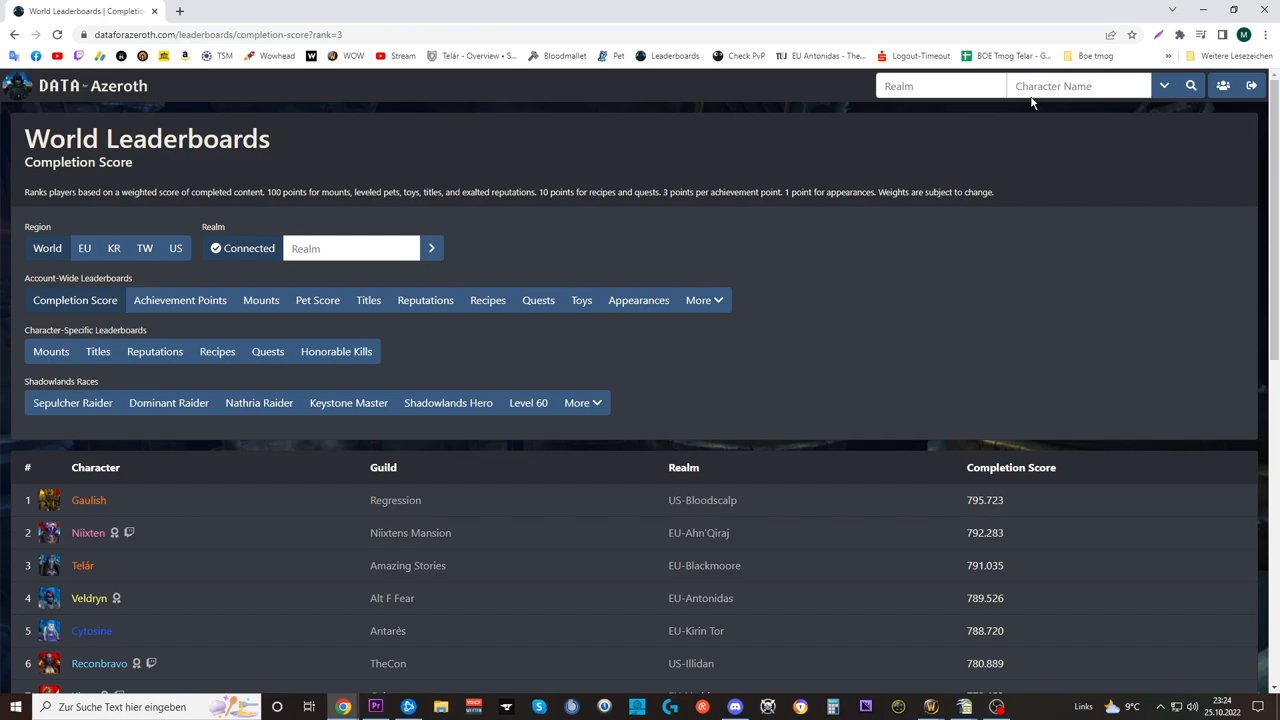 World Leaderboards | Completio
dataforazeroth.com/leaderboards/completion-score?rank=3
M
TSM Wowhead WOW Stream Telár - Overview • S... Bloodmallet Pet Leaderboards Check PvP EU Antonidas - The... Logout-Timeout BOE Tmog Telar - G... Boe tmog » Weitere Lesezeichen
DATA for Azeroth Realm Character Name
World Leaderboards
Completion Score
Ranks players based on a weighted score of completed content. 100 points for mounts, leveled pets, toys, titles, and exalted reputations. 10 points for recipes and quests. 3 points per achievement point. 1 point for appearances. Weights are subject to change.
Region Realm
World EU KR TW US Connected Realm
Account-Wide Leaderboards
Completion Score Achievement Points Mounts Pet Score Titles Reputations Recipes Quests Toys Appearances More
Character-Specific Leaderboards
Mounts Titles Reputations Recipes Quests Honorable Kills
Shadowlands Races
Sepulcher Raider Dominant Raider Nathria Raider Keystone Master Shadowlands Hero Level 60 More
# Character Guild Realm Completion Score
1 Gaulish Regression US-Bloodscalp 795.723
2 Niixten Niixtens Mansion EU-Ahn'Qiraj 792.283
3 Telár Amazing Stories EU-Blackmoore 791.035
4 Veldryn Alt F Fear EU-Antonidas 789.526
5 Cytosine Antarès EU-Kirin Tor 788.720
6 Reconbravo TheCon US-Illidan 780.889
Zur Suche Text hier eingeben Links 9°C 23:24
25.10.2022